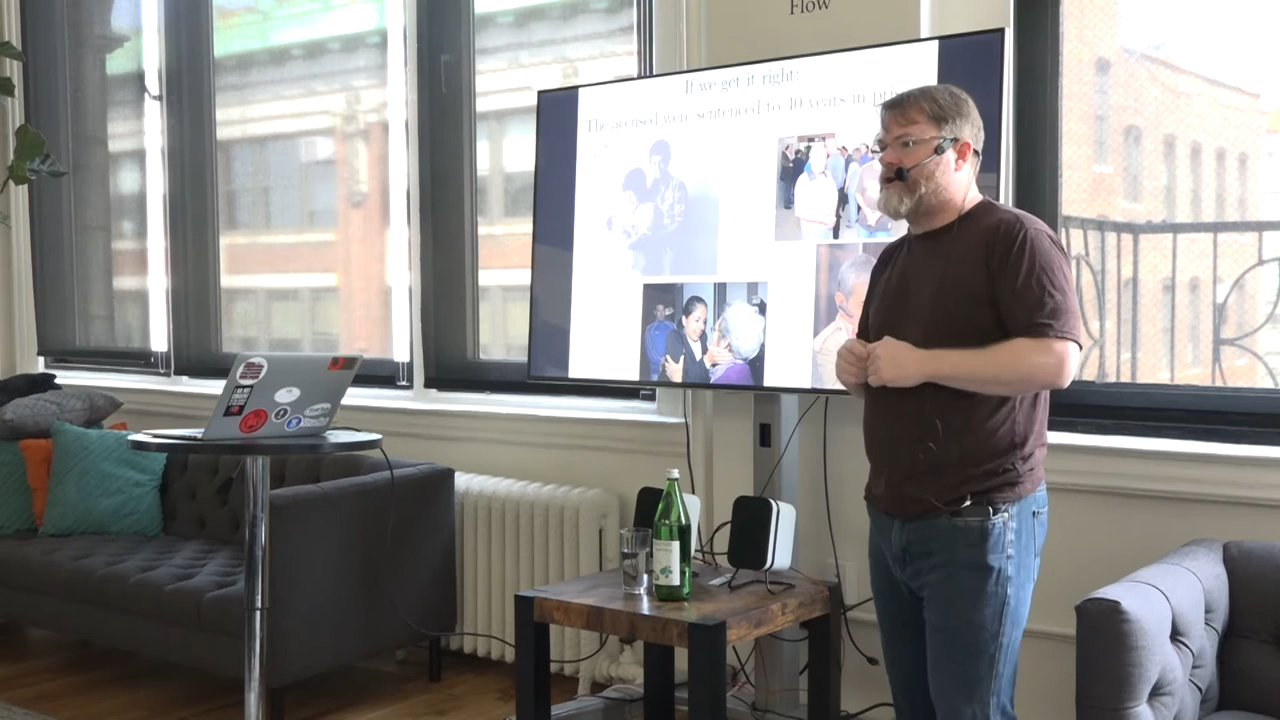 Flow
If we get it right:
The accused were sentenced to 40 years in